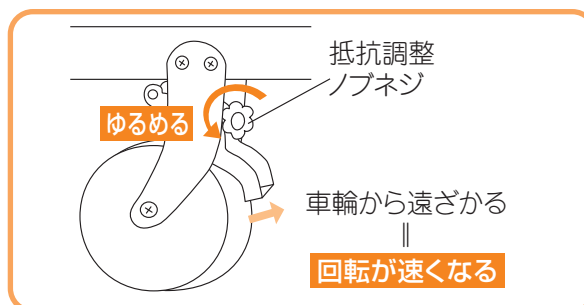 抵抗調整
ノブネジ
ゆるめる
車輪から遠ざかる
‖
回転が速くなる